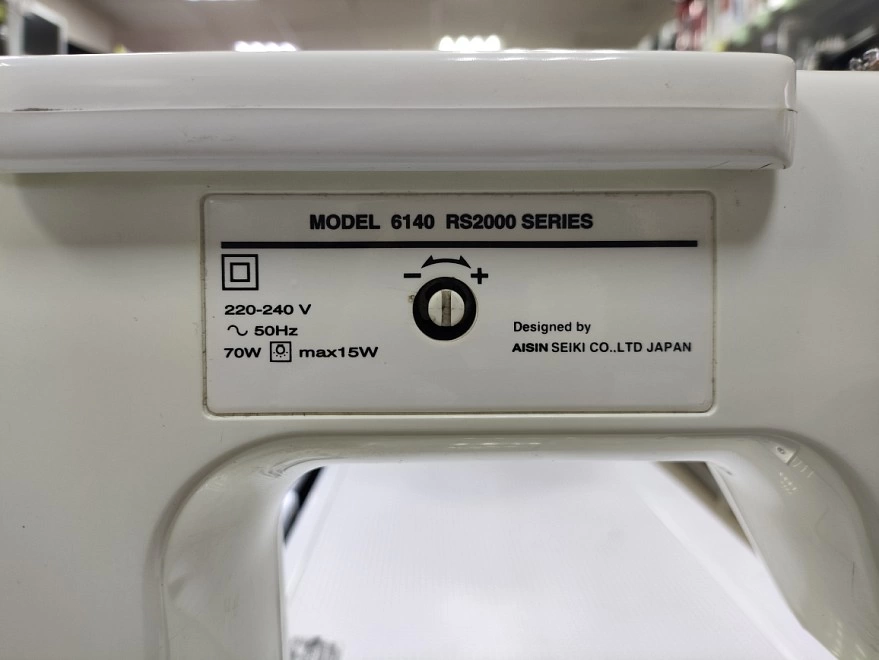 MODEL 6140 RS2000 SERIES
− +
220-240 V
∿ 50Hz
70W max15W
Designed by
AISIN SEIKI CO..LTD JAPAN